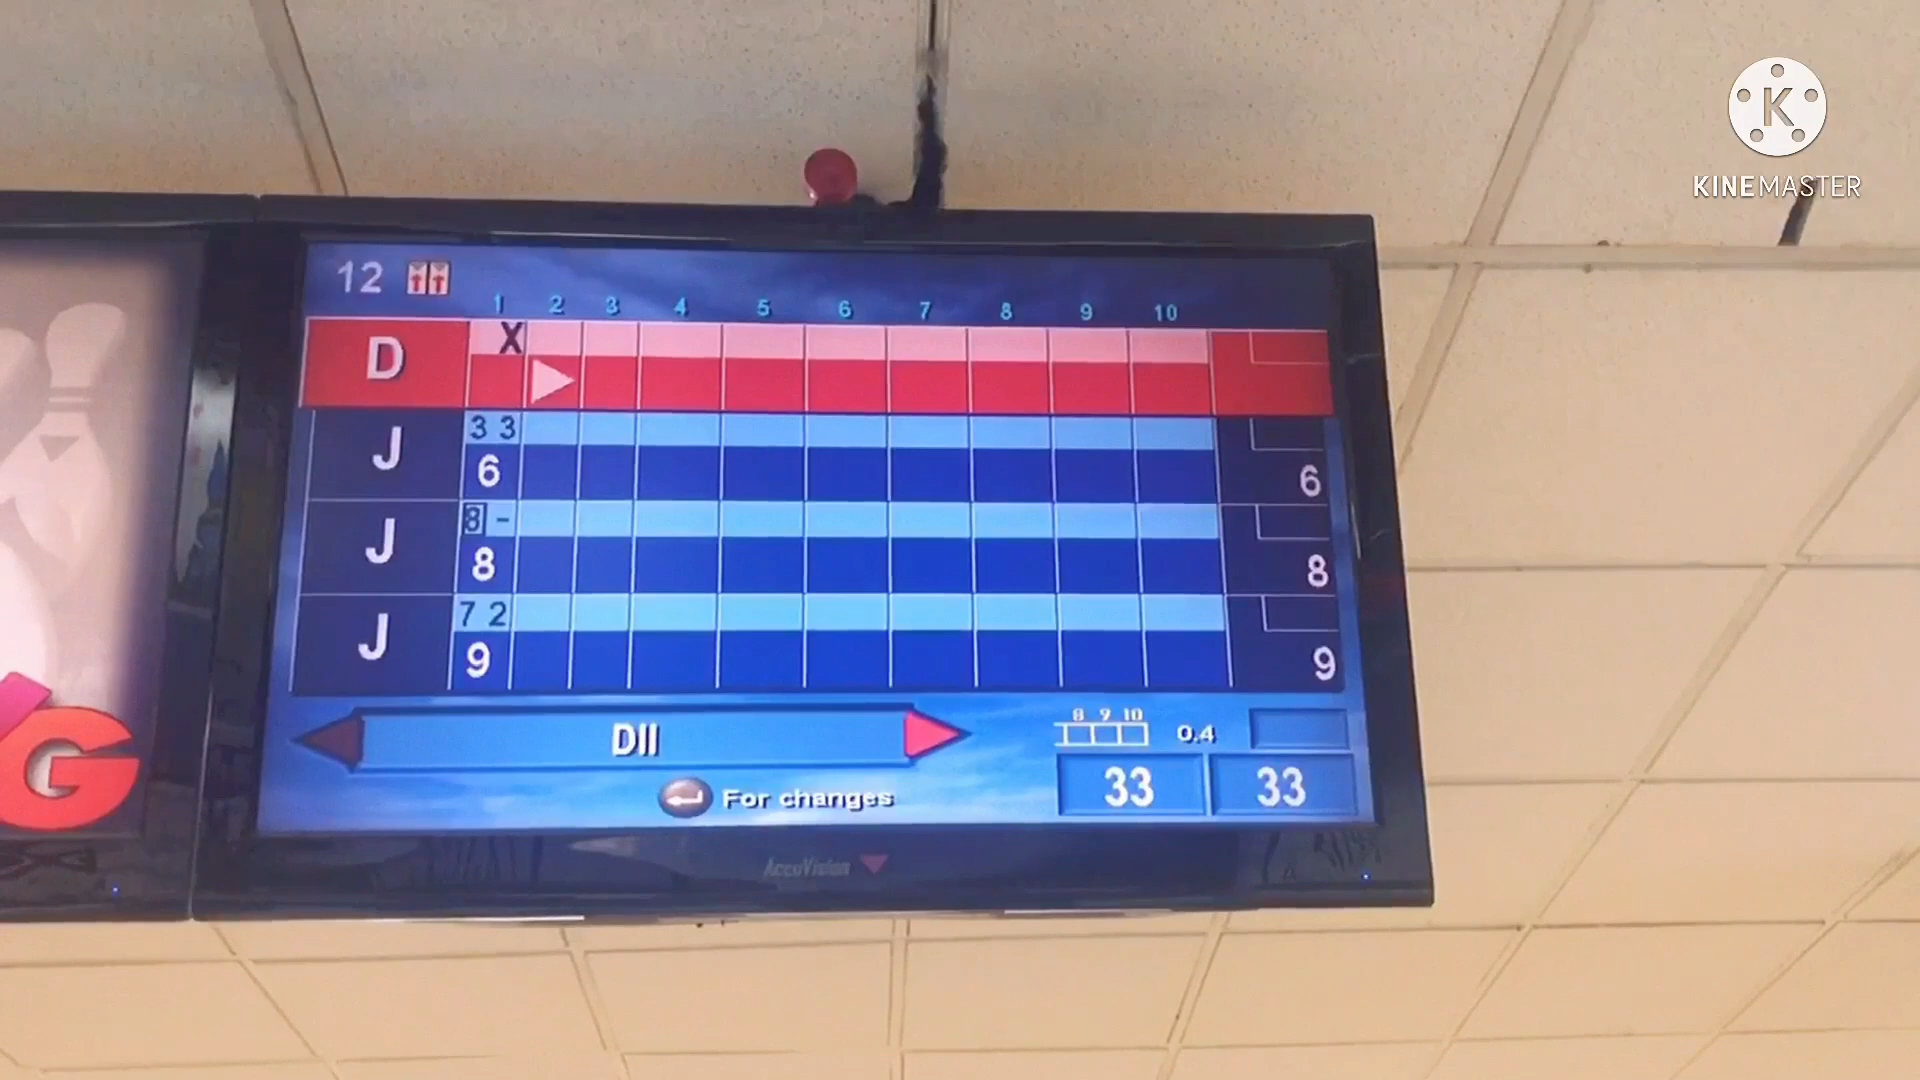 K
KINEMASTER
12
1 2 3 4 5 6 7 8 9 10
D X
J 3 3
6 6
J 8 -
8 8
J 7 2
9 9
DII
8 9 10
0.4
For changes
33 33
G
AccuVision